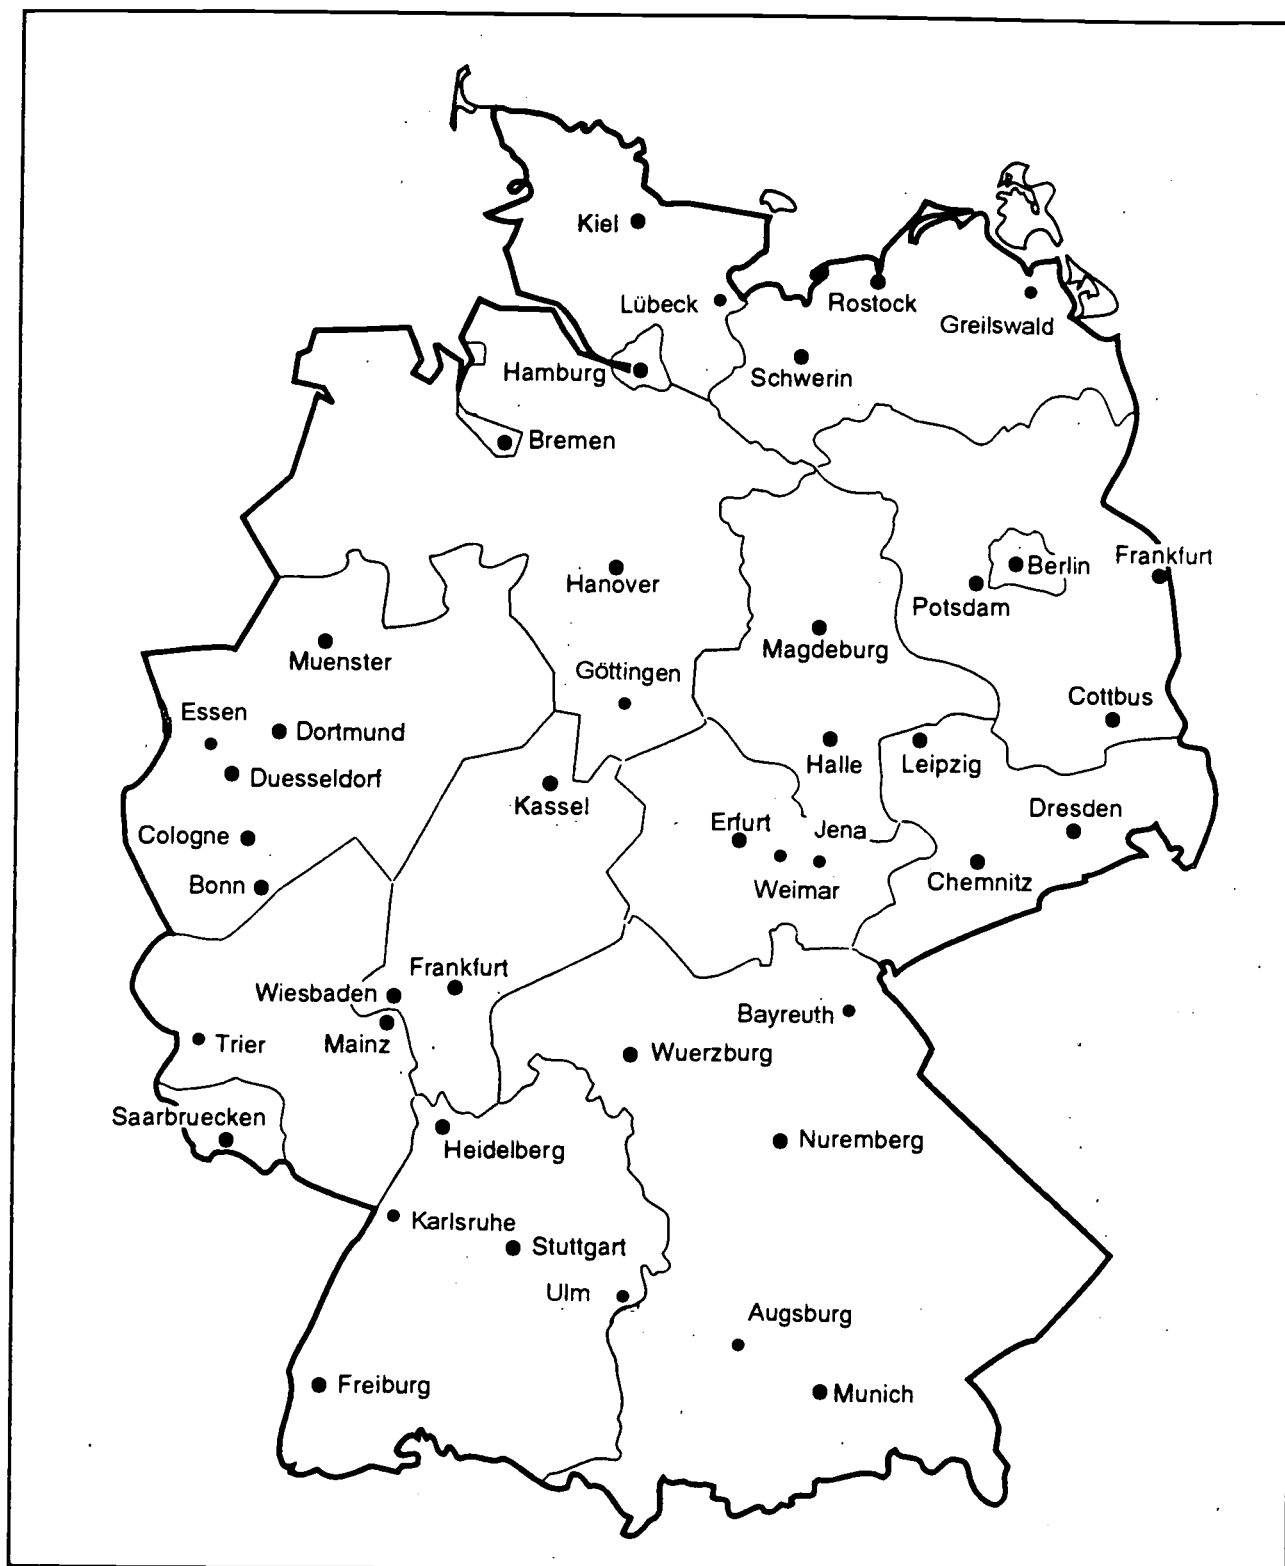 Kiel
Lübeck
Rostock
Greilswald
Hamburg
Schwerin
Bremen
Hanover
Berlin
Frankfurt
Potsdam
Muenster
Magdeburg
Göttingen
Essen
Dortmund
Cottbus
Duesseldorf
Kassel
Halle
Leipzig
Cologne
Erfurt
Jena
Dresden
Bonn
Weimar
Chemnitz
Frankfurt
Wiesbaden
Bayreuth
Trier
Mainz
Wuerzburg
Saarbruecken
Heidelberg
Nuremberg
Karlsruhe
Stuttgart
Ulm
Augsburg
Freiburg
Munich